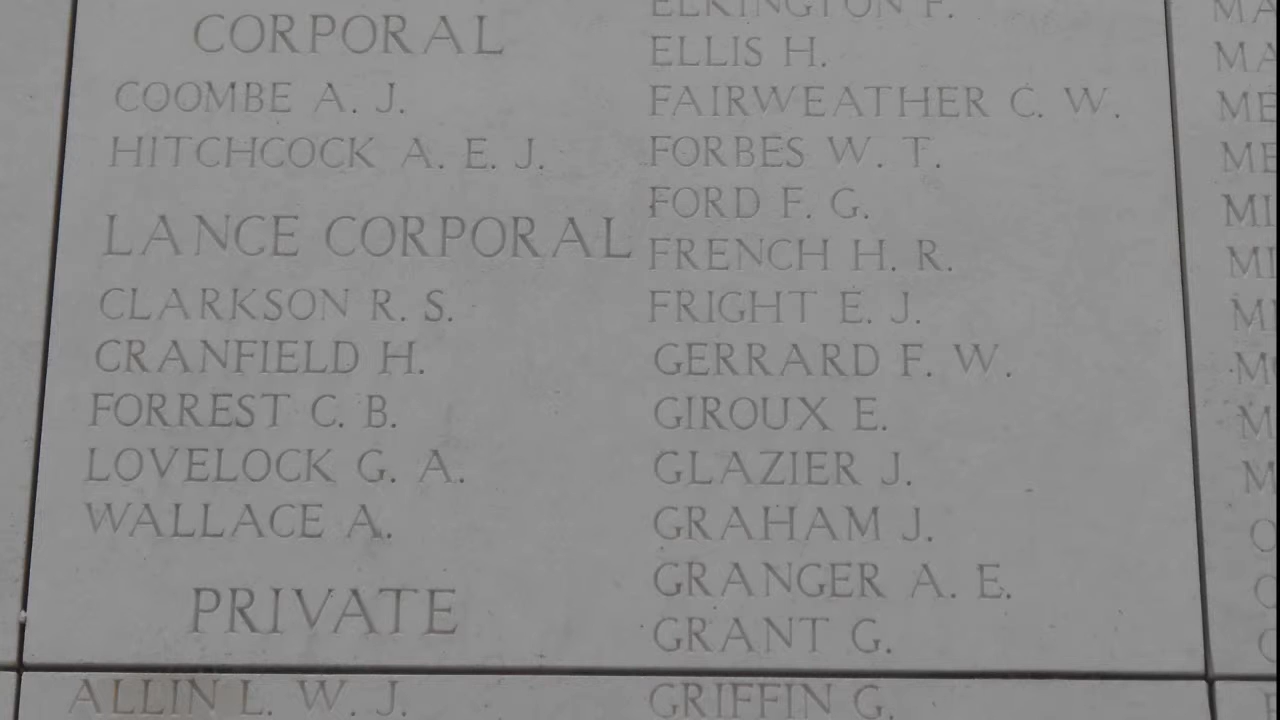 CORPORAL
COOMBE A. J.
HITCHCOCK A. E. J.
LANCE CORPORAL
CLARKSON R. S.
CRANFIELD H.
FORREST C. B.
LOVELOCK G. A.
WALLACE A.
PRIVATE
ALLIN L. W. J.
ELKINGTON F.
ELLIS H.
FAIRWEATHER C. W.
FORBES W. T.
FORD F. G.
FRENCH H. R.
FRIGHT E. J.
GERRARD F. W.
GIROUX E.
GLAZIER J.
GRAHAM J.
GRANGER A. E.
GRANT G.
GRIFFIN G.